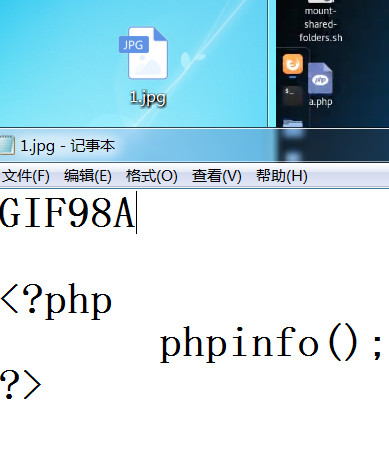 mount-
shared-
folders.sh
JPG
1.jpg
php
a.php
1.jpg - 记事本
文件(F) 编辑(E) 格式(O) 查看(V) 帮助(H)
GIF98A
<?php
phpinfo();
?>